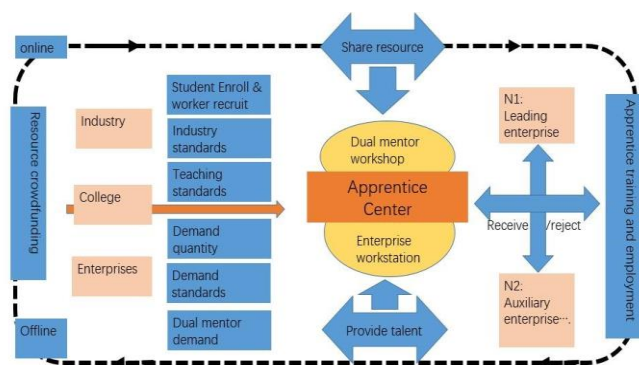 online
Share resource
Resource crowdfunding
Industry
College
Enterprises
Offline
Student Enroll &
worker recruit
Industry
standards
Teaching
standards
Demand
quantity
Demand
standards
Dual mentor
demand
Dual mentor
workshop
Apprentice
Center
Enterprise
workstation
Provide talent
N1:
Leading
enterprise
Receive /reject
N2:
Auxiliary
enterprise….
Apprentice training and employment